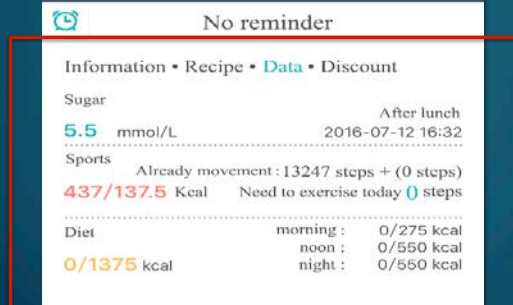 No reminder
Information • Recipe • Data • Discount
Sugar
After lunch
5.5 mmol/L 2016-07-12 16:32
Sports
Already movement : 13247 steps + (0 steps)
437/137.5 Kcal Need to exercise today 0 steps
Diet morning : 0/275 kcal
noon : 0/550 kcal
0/1375 kcal night : 0/550 kcal